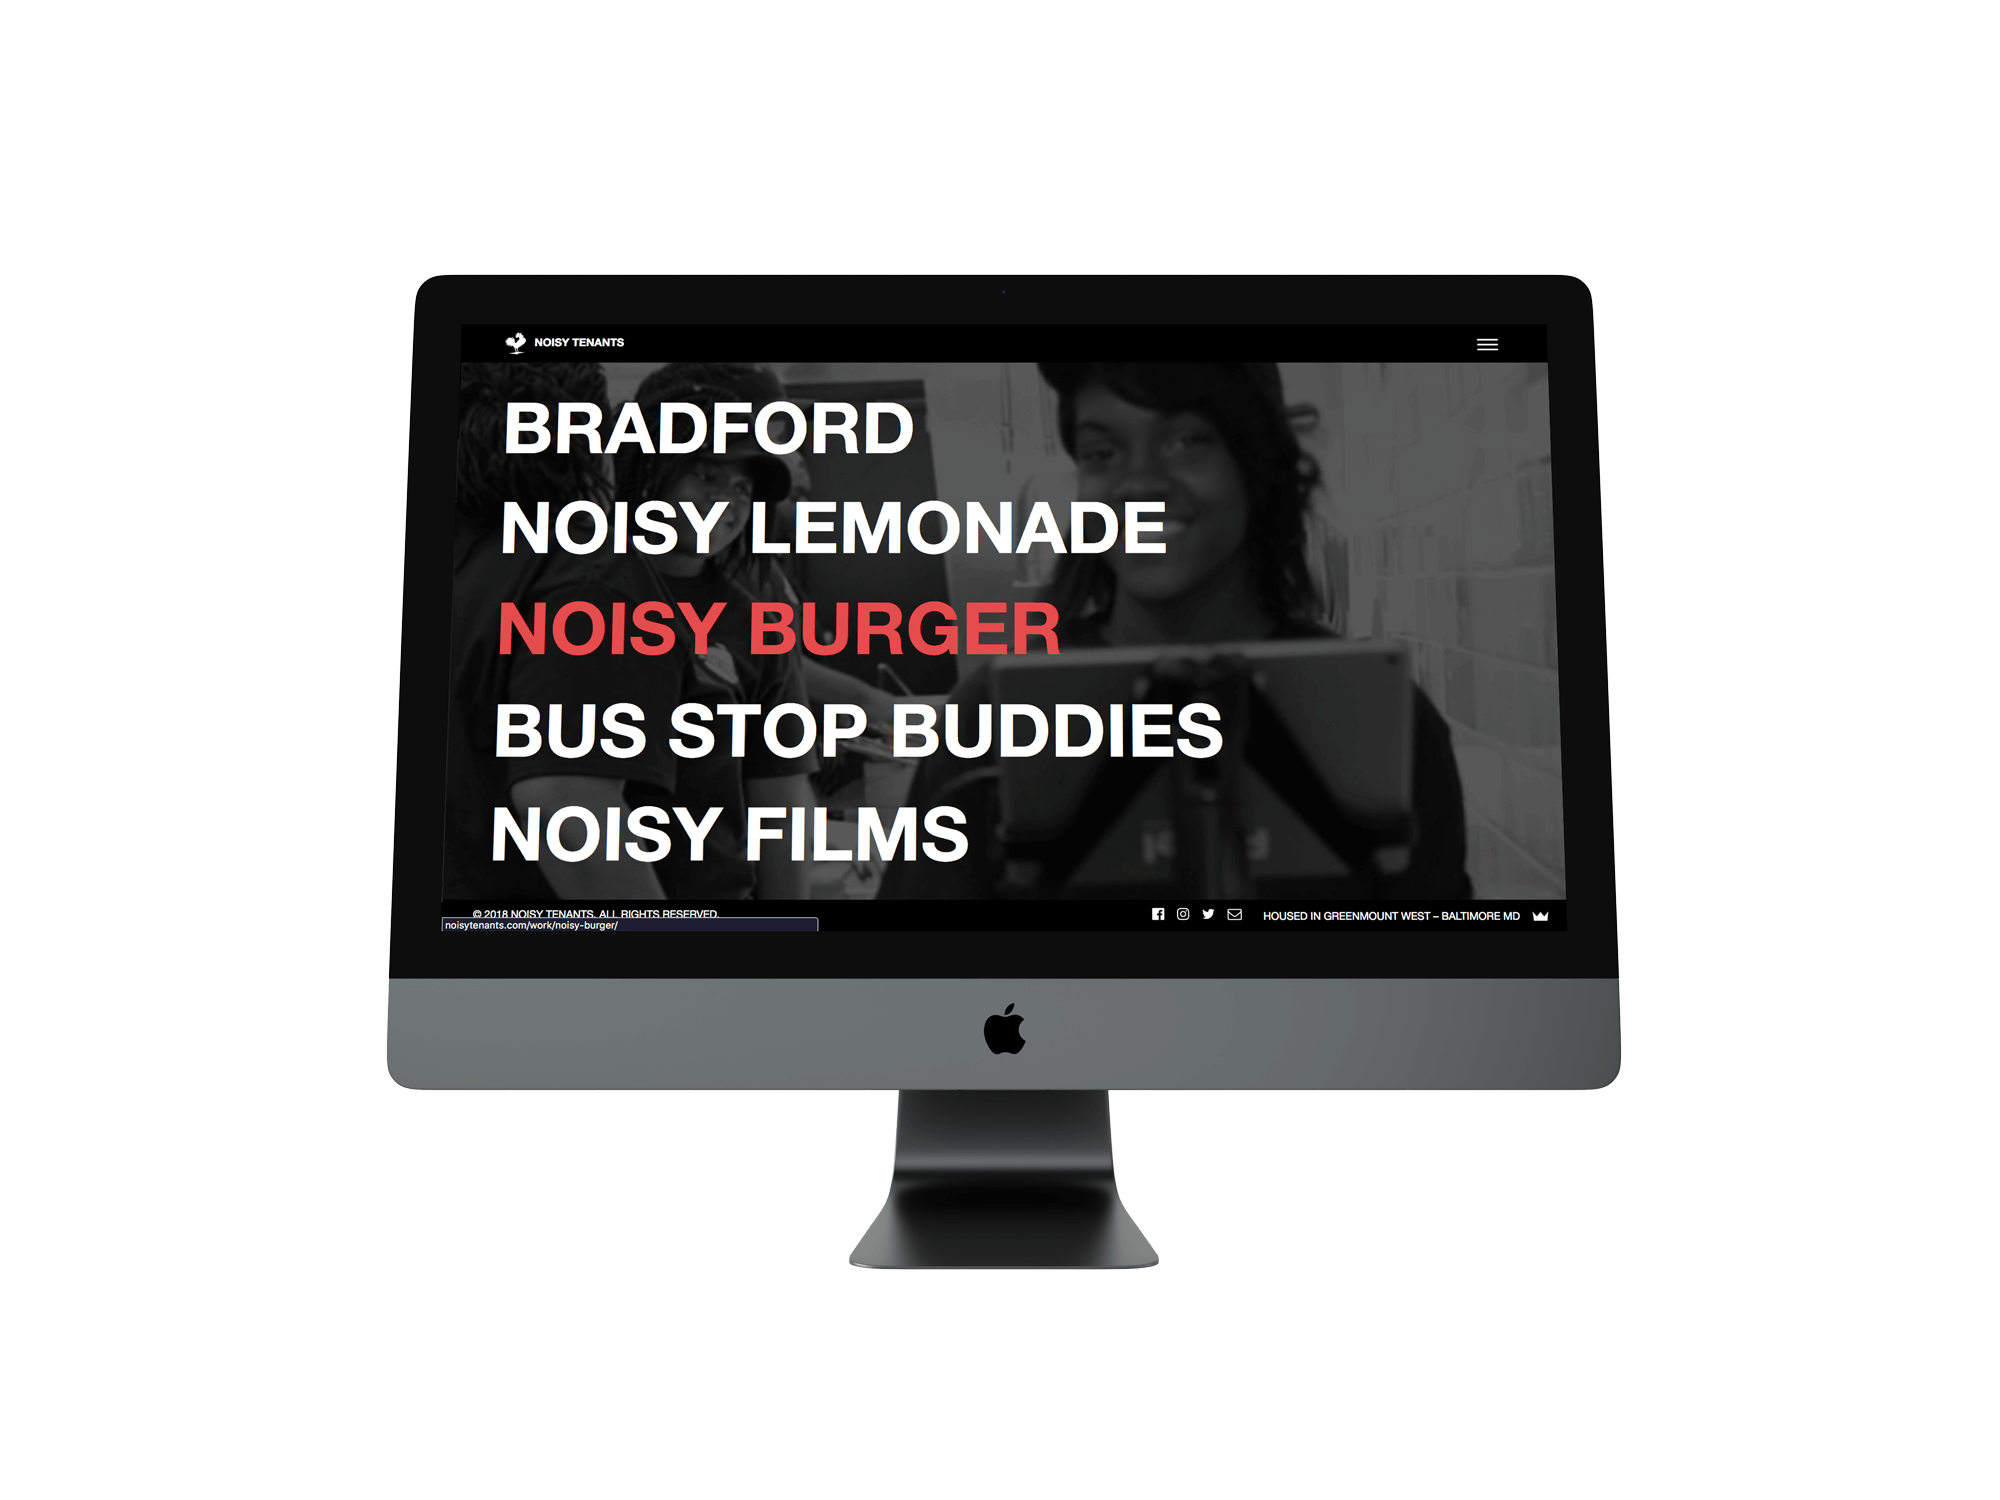 NOISY TENANTS
BRADFORD
NOISY LEMONADE
NOISY BURGER
BUS STOP BUDDIES
NOISY FILMS
© 2018 NOISY TENANTS. ALL RIGHTS RESERVED.
noisytenants.com/work/noisy-burger/
HOUSED IN GREENMOUNT WEST – BALTIMORE MD